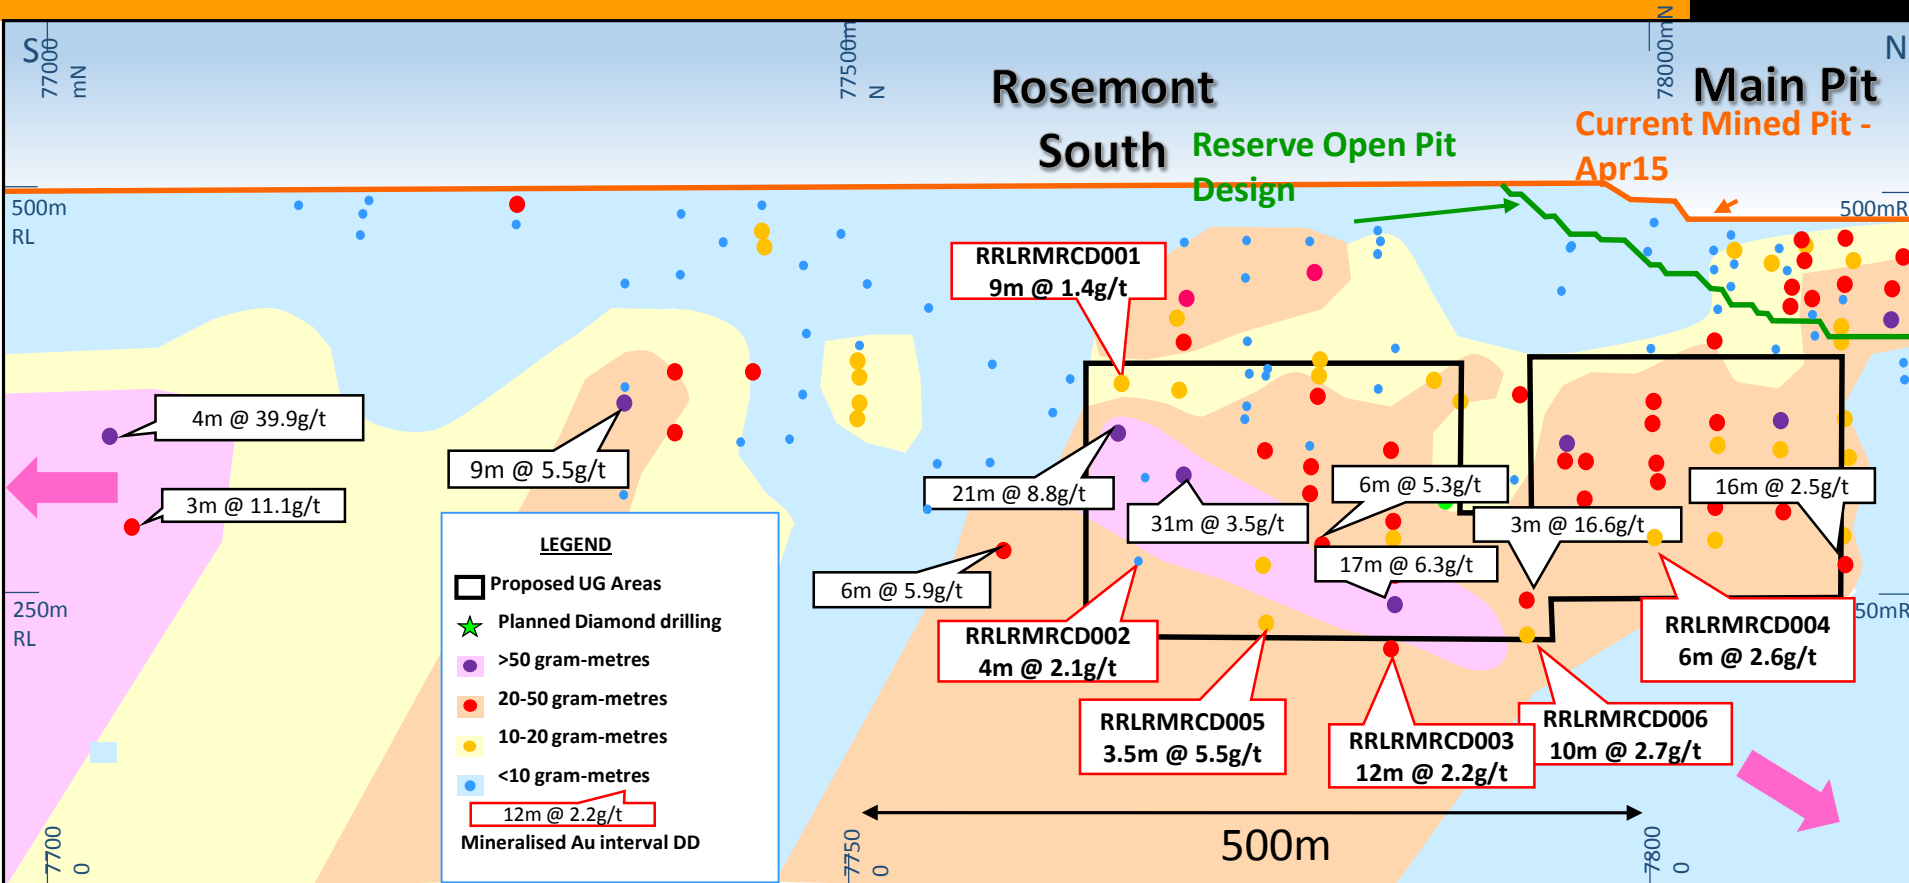 S
77000
mN
77500m
N
78000mN
N
Rosemont
South
Main Pit
Reserve Open Pit
Design
Current Mined Pit -
Apr15
500m
RL
500mR
RRLRMRCD001
9m @ 1.4g/t
4m @ 39.9g/t
3m @ 11.1g/t
9m @ 5.5g/t
21m @ 8.8g/t
31m @ 3.5g/t
6m @ 5.3g/t
3m @ 16.6g/t
16m @ 2.5g/t
17m @ 6.3g/t
6m @ 5.9g/t
250m
RL
50mR
RRLRMRCD002
4m @ 2.1g/t
RRLRMRCD004
6m @ 2.6g/t
RRLRMRCD005
3.5m @ 5.5g/t
RRLRMRCD003
12m @ 2.2g/t
RRLRMRCD006
10m @ 2.7g/t
LEGEND
Proposed UG Areas
Planned Diamond drilling
>50 gram-metres
20-50 gram-metres
10-20 gram-metres
<10 gram-metres
12m @ 2.2g/t
Mineralised Au interval DD
500m
7700
0
7750
0
7800
0